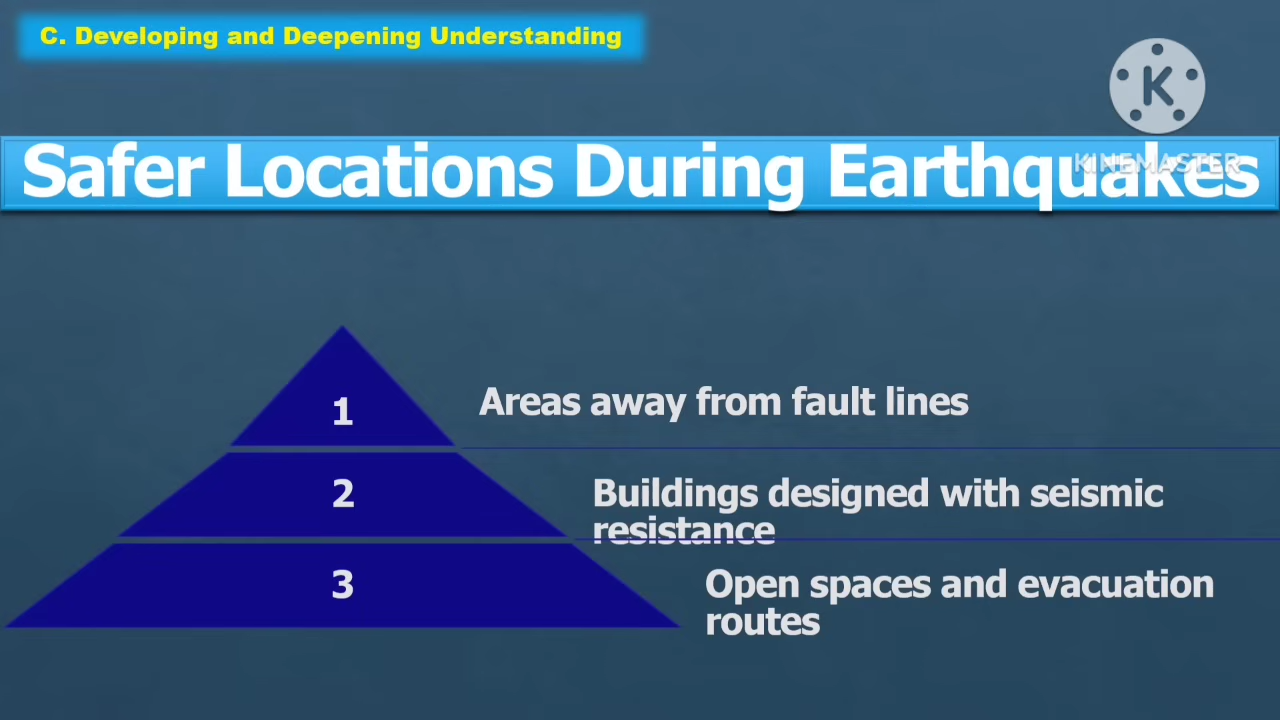 C. Developing and Deepening Understanding
K
KINEMASTER
Safer Locations During Earthquakes
1
Areas away from fault lines
2
Buildings designed with seismic
resistance
3
Open spaces and evacuation
routes